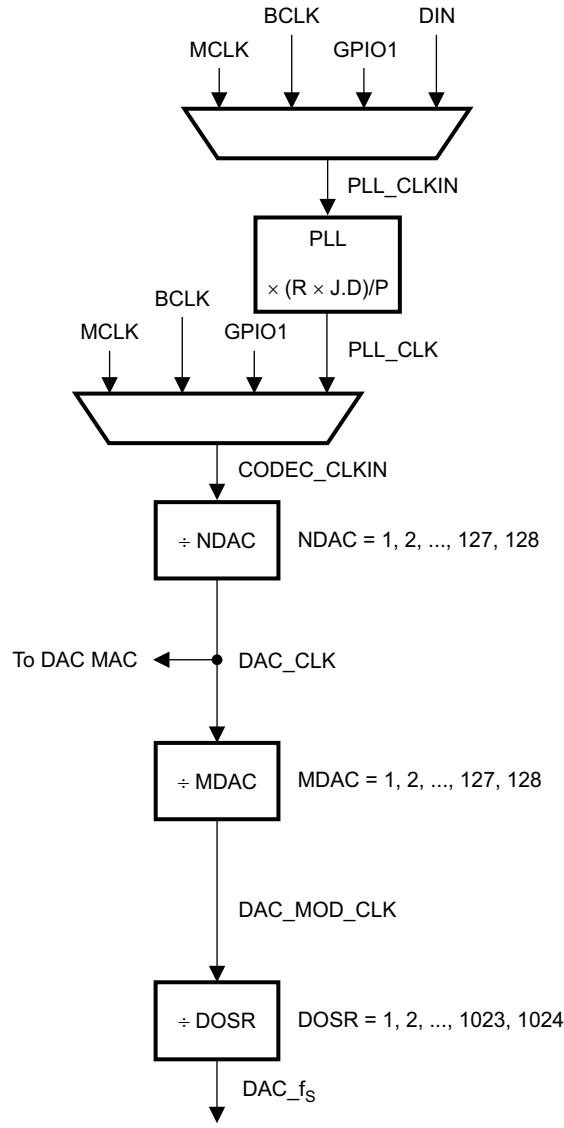 BCLK
DIN
MCLK
GPIO1
PLL_CLKIN
PLL
× (R × J.D)/P
BCLK
MCLK
GPIO1
PLL_CLK
CODEC_CLKIN
÷ NDAC
NDAC = 1, 2, ..., 127, 128
To DAC MAC
DAC_CLK
÷ MDAC
MDAC = 1, 2, ..., 127, 128
DAC_MOD_CLK
÷ DOSR
DOSR = 1, 2, ..., 1023, 1024
DAC_fS